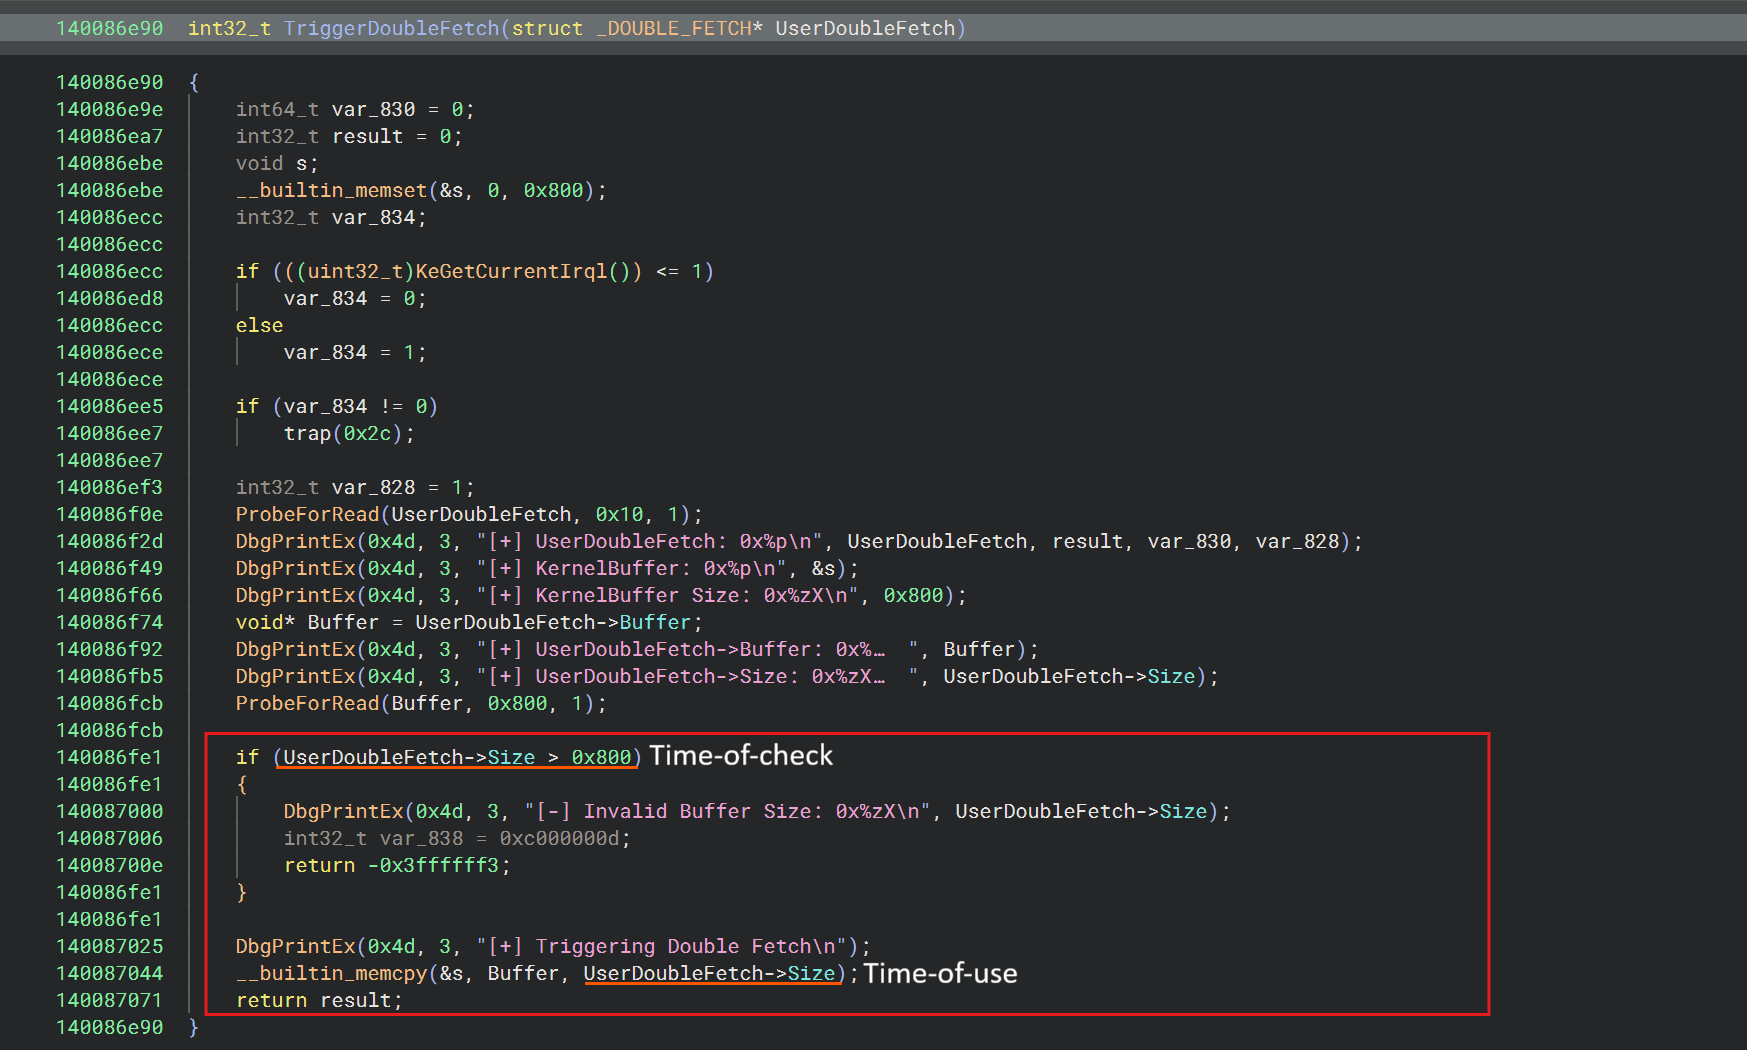 140086e90 int32_t TriggerDoubleFetch(struct _DOUBLE_FETCH* UserDoubleFetch)
140086e90 {
140086e9e int64_t var_830 = 0;
140086ea7 int32_t result = 0;
140086ebe void s;
140086ebe __builtin_memset(&s, 0, 0x800);
140086ecc int32_t var_834;
140086ecc
140086ecc if (((uint32_t)KeGetCurrentIrql()) <= 1)
140086ed8 var_834 = 0;
140086ecc else
140086ece var_834 = 1;
140086ece
140086ee5 if (var_834 != 0)
140086ee7 trap(0x2c);
140086ee7
140086ef3 int32_t var_828 = 1;
140086f0e ProbeForRead(UserDoubleFetch, 0x10, 1);
140086f2d DbgPrintEx(0x4d, 3, "[+] UserDoubleFetch: 0x%p\n", UserDoubleFetch, result, var_830, var_828);
140086f49 DbgPrintEx(0x4d, 3, "[+] KernelBuffer: 0x%p\n", &s);
140086f66 DbgPrintEx(0x4d, 3, "[+] KernelBuffer Size: 0x%zX\n", 0x800);
140086f74 void* Buffer = UserDoubleFetch->Buffer;
140086f92 DbgPrintEx(0x4d, 3, "[+] UserDoubleFetch->Buffer: 0x%…  ", Buffer);
140086fb5 DbgPrintEx(0x4d, 3, "[+] UserDoubleFetch->Size: 0x%zX…  ", UserDoubleFetch->Size);
140086fcb ProbeForRead(Buffer, 0x800, 1);
140086fcb
140086fe1 if (UserDoubleFetch->Size > 0x800) Time-of-check
140086fe1 {
140087000 DbgPrintEx(0x4d, 3, "[-] Invalid Buffer Size: 0x%zX\n", UserDoubleFetch->Size);
140087006 int32_t var_838 = 0xc000000d;
14008700e return -0x3ffffff3;
140086fe1 }
140086fe1
140087025 DbgPrintEx(0x4d, 3, "[+] Triggering Double Fetch\n");
140087044 __builtin_memcpy(&s, Buffer, UserDoubleFetch->Size); Time-of-use
140087071 return result;
140086e90 }